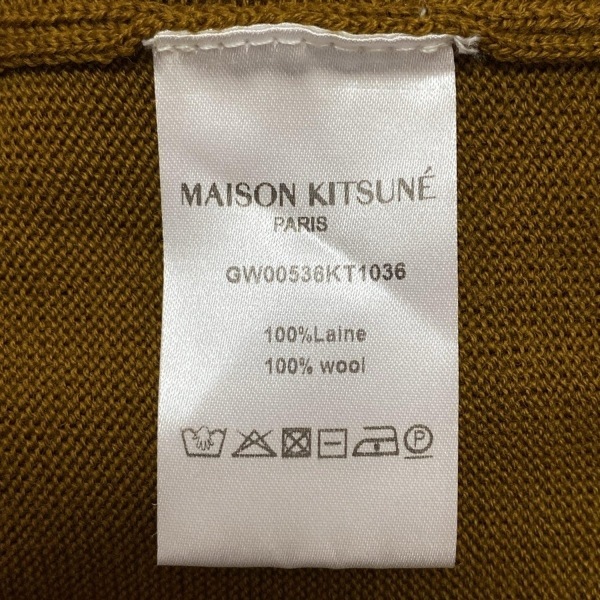 MAISON KITSUNÉ
PARIS
GW00536KT1036
100%Laine
100% wool
P